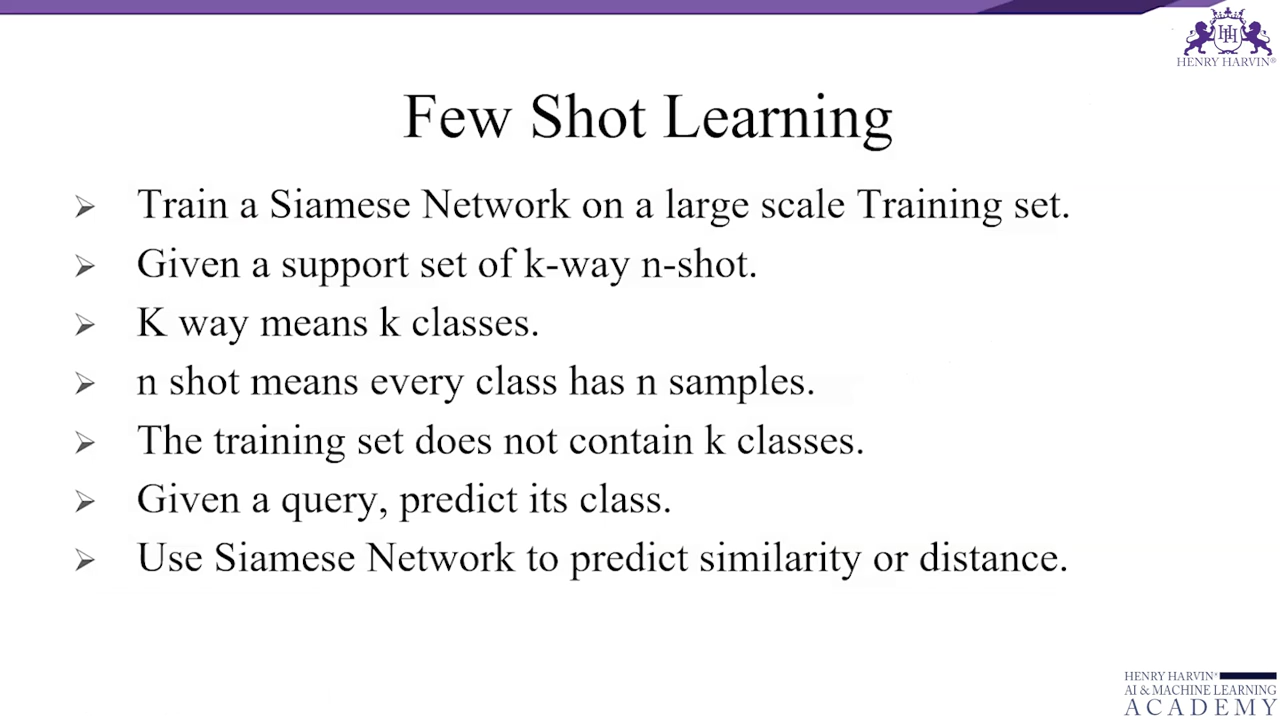 HENRY HARVIN®
Few Shot Learning
Train a Siamese Network on a large scale Training set.
Given a support set of k-way n-shot.
K way means k classes.
n shot means every class has n samples.
The training set does not contain k classes.
Given a query, predict its class.
Use Siamese Network to predict similarity or distance.
HENRY HARVIN®
AI & MACHINE LEARNING
ACADEMY